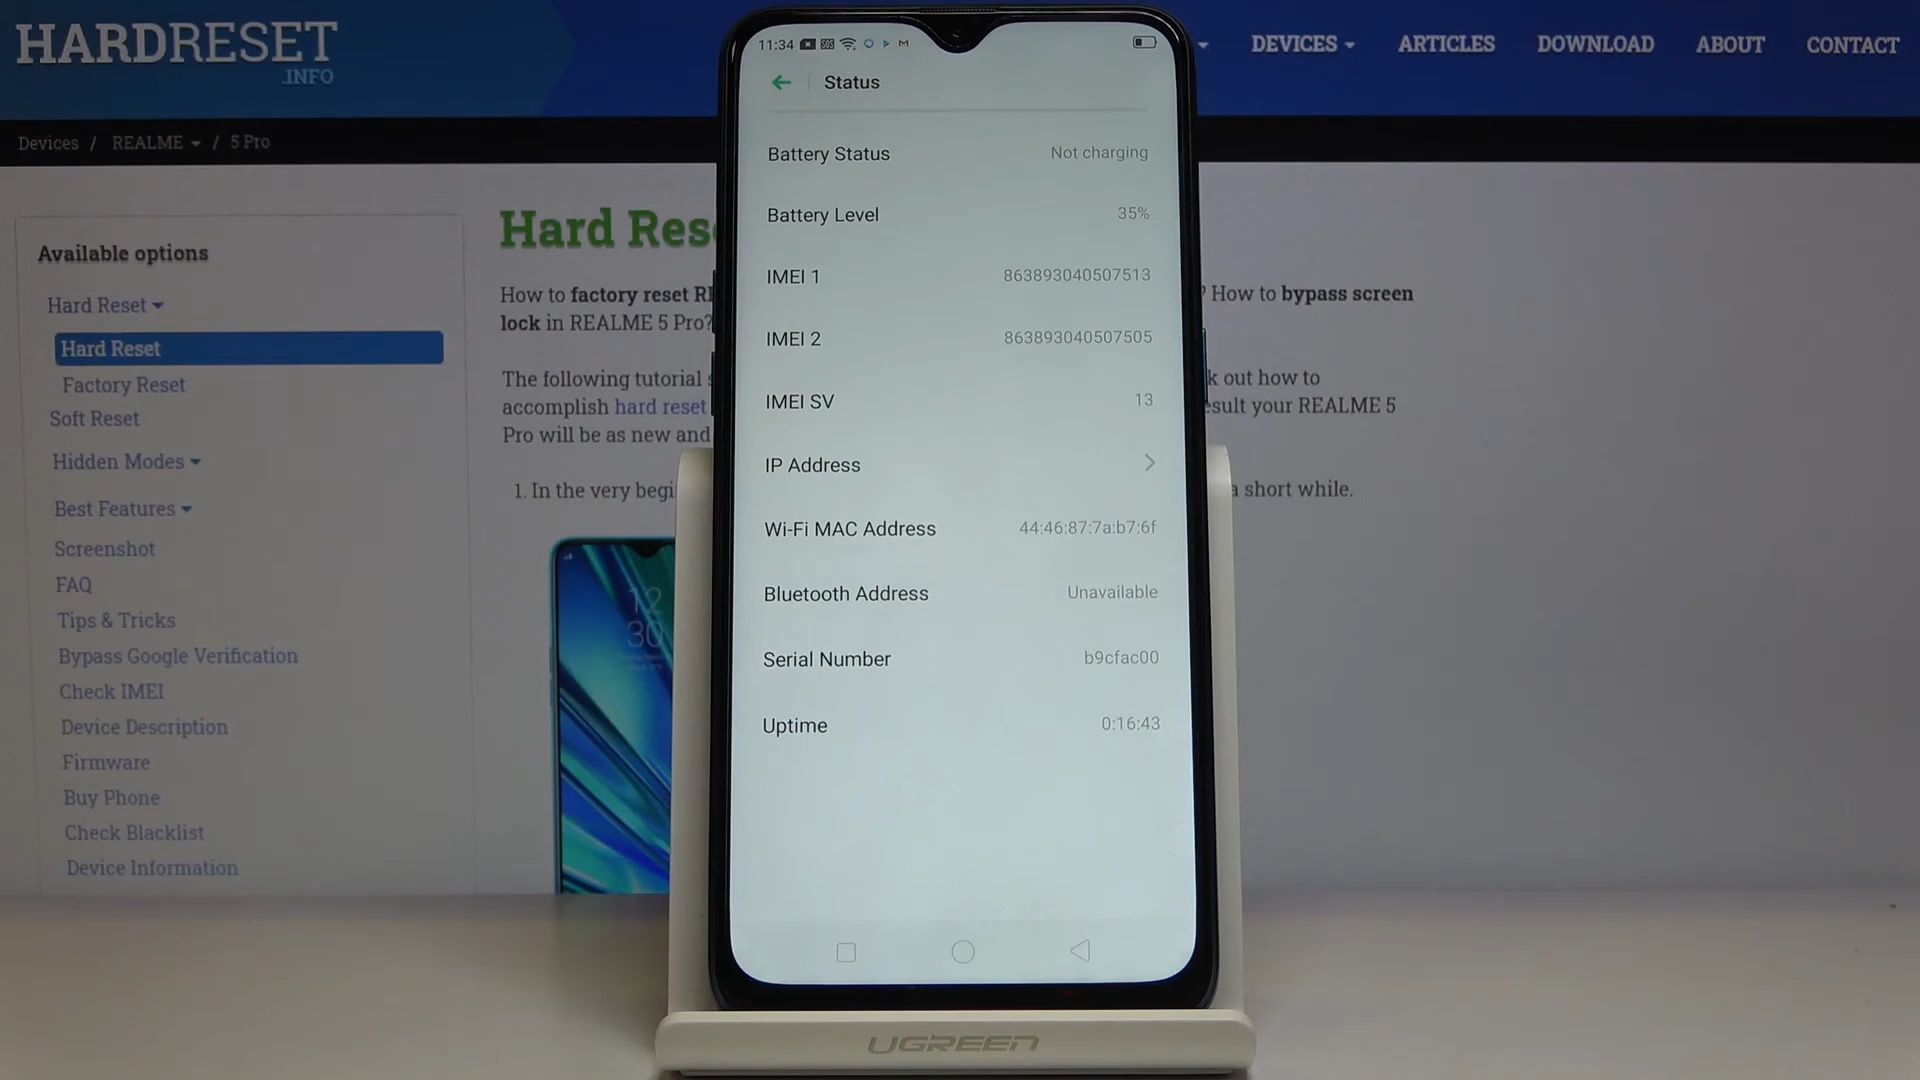 HARDRESET
.INFO
DEVICES
ARTICLES
DOWNLOAD
ABOUT
CONTACT
Devices / REALME / 5 Pro
Available options
Hard Reset
Hard Reset
Factory Reset
Soft Reset
Hidden Modes
Best Features
Screenshot
FAQ
Tips & Tricks
Bypass Google Verification
Check IMEI
Device Description
Firmware
Buy Phone
Check Blacklist
Device Information
Hard Res
How to factory reset RE ? How to bypass screen
lock in REALME 5 Pro?
The following tutorial s k out how to
accomplish hard reset esult your REALME 5
Pro will be as new and
1. In the very begi a short while.
12
30
11:34
Status
Battery Status Not charging
Battery Level 35%
IMEI 1 863893040507513
IMEI 2 863893040507505
IMEI SV 13
IP Address
Wi-Fi MAC Address 44:46:87:7a:b7:6f
Bluetooth Address Unavailable
Serial Number b9cfac00
Uptime 0:16:43
UGREEN